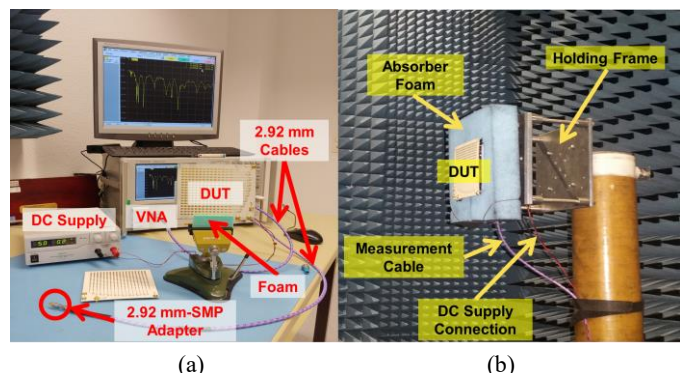 2.92 mm
Cables
DUT
VNA
DC Supply
Foam
2.92 mm-SMP
Adapter
(a)
Absorber
Foam
Holding Frame
DUT
Measurement
Cable
DC Supply
Connection
(b)